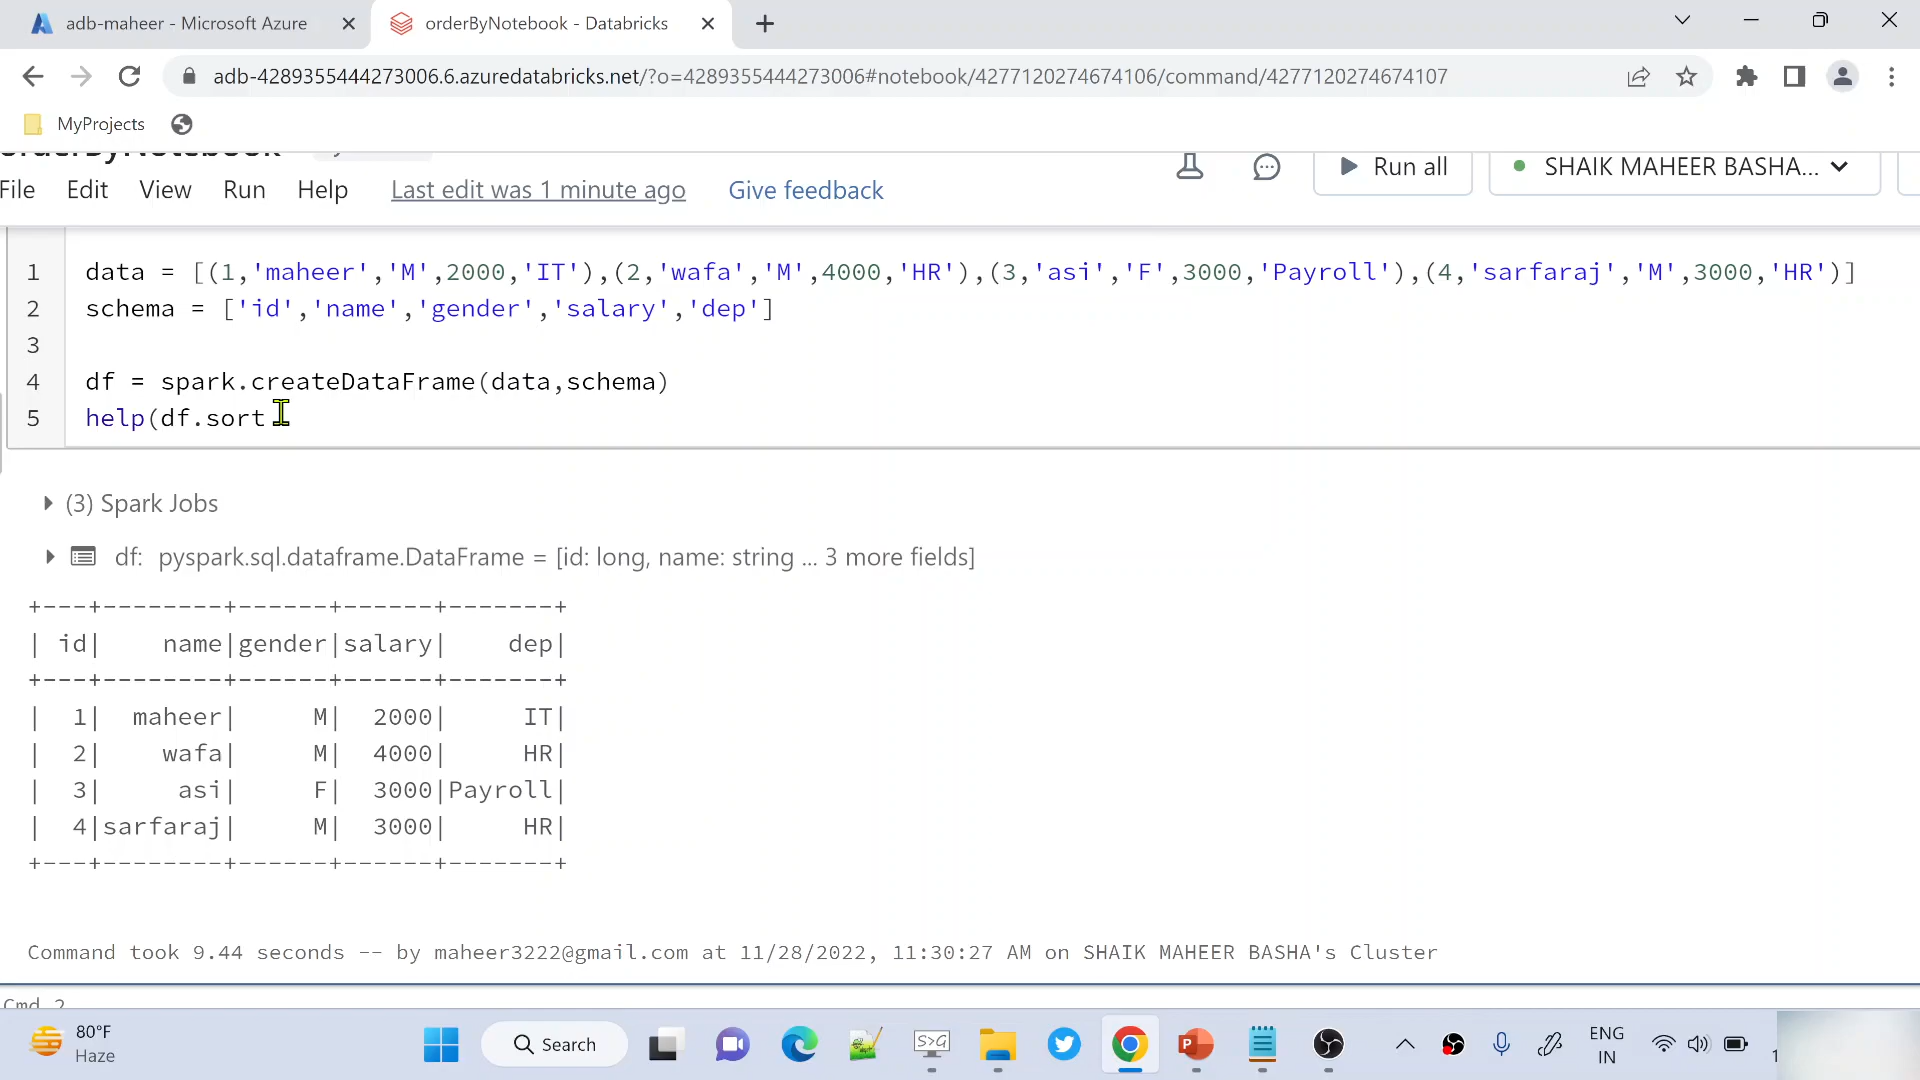 adb-maheer - Microsoft Azure
orderByNotebook - Databricks
adb-4289355444273006.6.azuredatabricks.net/?o=4289355444273006#notebook/4277120274674106/command/4277120274674107
MyProjects
orderByNotebook
File Edit View Run Help Last edit was 1 minute ago Give feedback
Run all
SHAIK MAHEER BASHA...
1 data = [(1,'maheer','M',2000,'IT'),(2,'wafa','M',4000,'HR'),(3,'asi','F',3000,'Payroll'),(4,'sarfaraj','M',3000,'HR')]
2 schema = ['id','name','gender','salary','dep']
3
4 df = spark.createDataFrame(data,schema)
5 help(df.sort
(3) Spark Jobs
df: pyspark.sql.dataframe.DataFrame = [id: long, name: string ... 3 more fields]
+---+--------+------+------+-------+
| id|    name|gender|salary|    dep|
+---+--------+------+------+-------+
|  1|  maheer|     M|  2000|     IT|
|  2|    wafa|     M|  4000|     HR|
|  3|     asi|     F|  3000|Payroll|
|  4|sarfaraj|     M|  3000|     HR|
+---+--------+------+------+-------+
Command took 9.44 seconds -- by maheer3222@gmail.com at 11/28/2022, 11:30:27 AM on SHAIK MAHEER BASHA's Cluster
Cmd 2
80°F
Haze
Search
S>G
ENG
IN